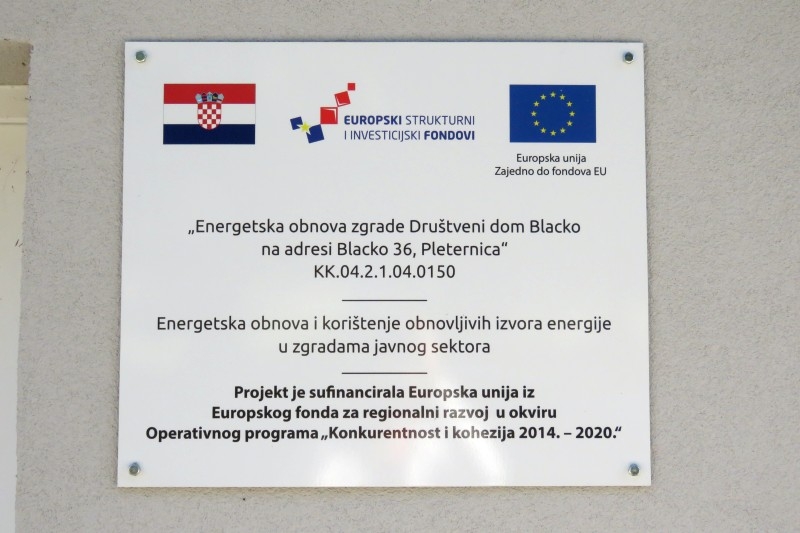 EUROPSKI STRUKTURNI
I INVESTICIJSKI FONDOVI
Europska unija
Zajedno do fondova EU
„Energetska obnova zgrade Društveni dom Blacko
na adresi Blacko 36, Pleternica“
KK.04.2.1.04.0150
Energetska obnova i korištenje obnovljivih izvora energije
u zgradama javnog sektora
Projekt je sufinancirala Europska unija iz
Europskog fonda za regionalni razvoj u okviru
Operativnog programa „Konkurentnost i kohezija 2014. – 2020.“